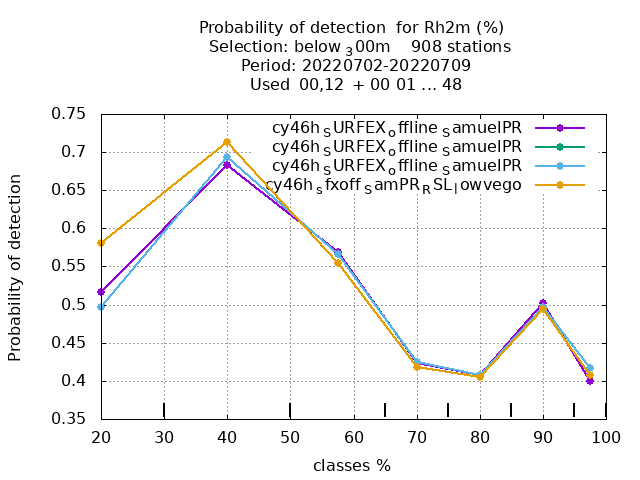 Probability of detection for Rh2m (%)
Selection: below ₃00m 908 stations
Period: 20220702-20220709
Used 00,12 + 00 01 ... 48
0.75
0.7
0.65
0.6
0.55
0.5
0.45
0.4
0.35
Probability of detection
cy46h_SURFEX_offline_SamuelPR
cy46h_SURFEX_offline_SamuelPR
cy46h_SURFEX_offline_SamuelPR
cy46h_sfxoff_SamPR_RSL_lowvego
20 30 40 50 60 70 80 90 100
classes %